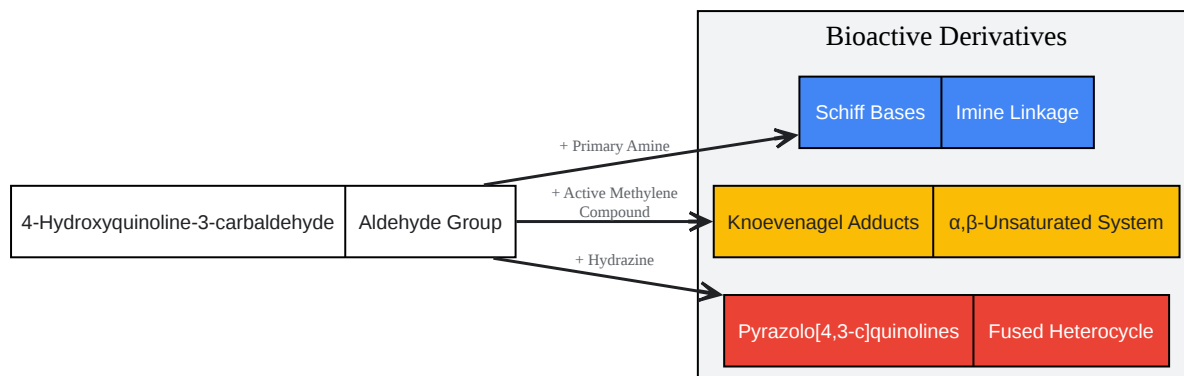 Bioactive Derivatives
Schiff Bases
Imine Linkage
+ Primary Amine
4-Hydroxyquinoline-3-carbaldehyde
Aldehyde Group
+ Active Methylene
Compound
Knoevenagel Adducts
α,β-Unsaturated System
+ Hydrazine
Pyrazolo[4,3-c]quinolines
Fused Heterocycle